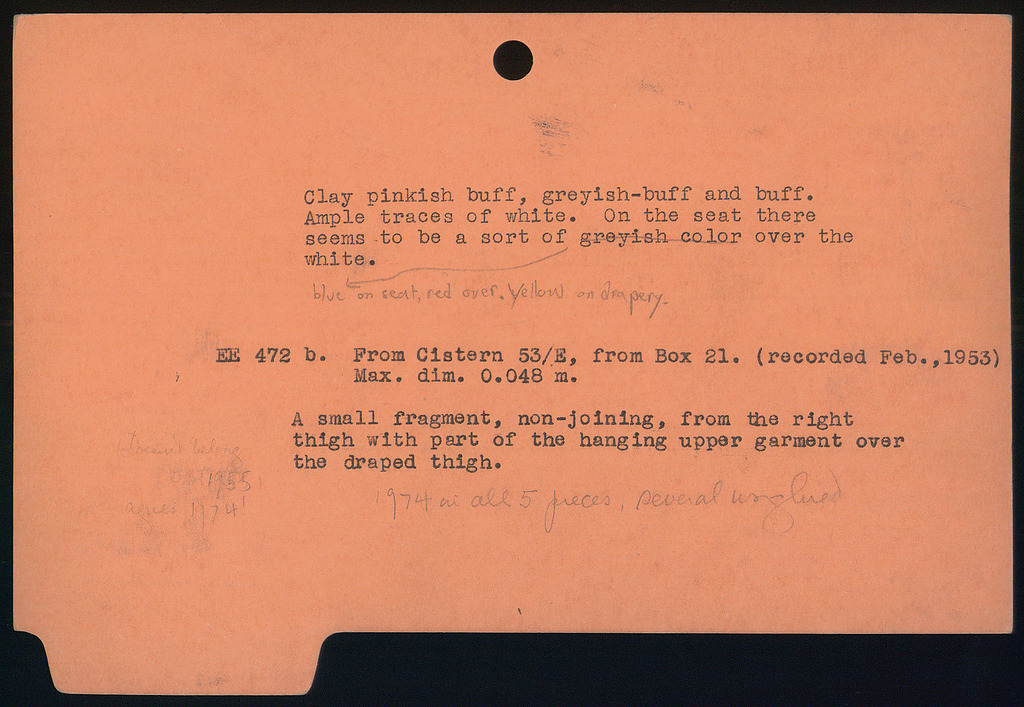 Clay pinkish buff, greyish-buff and buff.
Ample traces of white. On the seat there
seems to be a sort of greyish color over the
white.
blue on seat, red over. Yellow on drapery.
EE 472 b. From Cistern 53/E, from Box 21. (recorded Feb.,1953)
Max. dim. 0.048 m.
A small fragment, non-joining, from the right
thigh with part of the hanging upper garment over
the draped thigh.
Doesn't belong
1955
agrees 1974!
1974 in all 5 pieces, several unglued